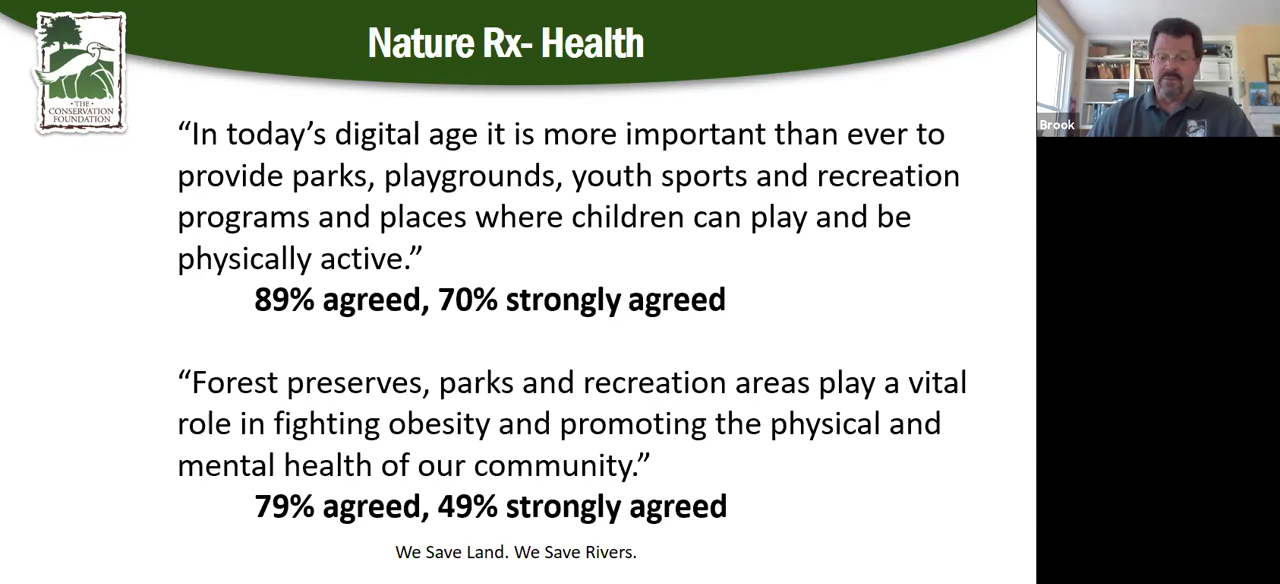 Nature Rx- Health
• THE •
CONSERVATION
FOUNDATION
“In today’s digital age it is more important than ever to
provide parks, playgrounds, youth sports and recreation
programs and places where children can play and be
physically active.”
89% agreed, 70% strongly agreed
“Forest preserves, parks and recreation areas play a vital
role in fighting obesity and promoting the physical and
mental health of our community.”
79% agreed, 49% strongly agreed
We Save Land. We Save Rivers.
Brook